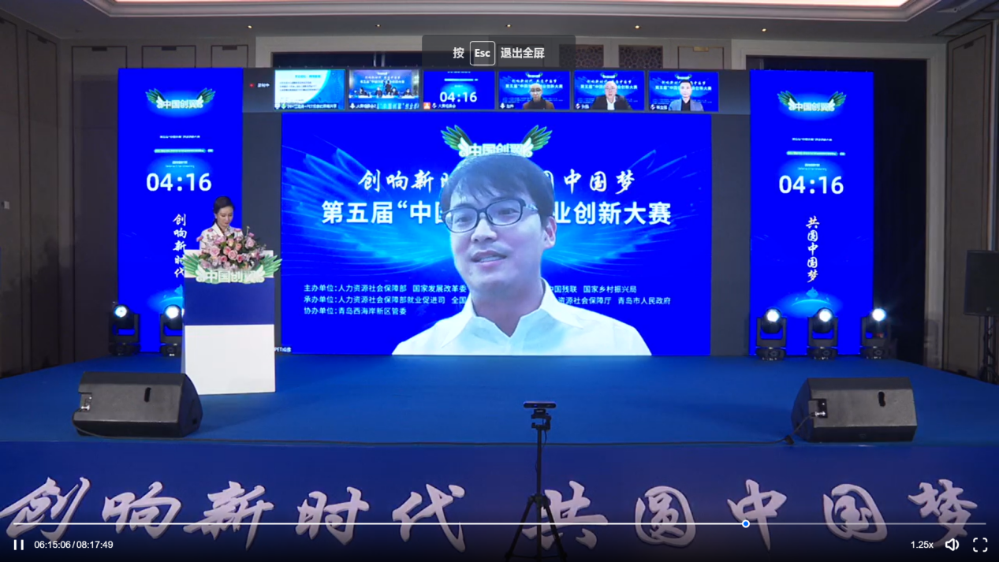 按 Esc 退出全屏
中国创翼
04:16
创响新时代
中国创翼
04:16
中国创翼
创响新时 圆中国梦
第五届“中国 业创新大赛
主办单位：人力资源社会保障部 国家发展改革委 中国残联 国家乡村振兴局
承办单位：人力资源社会保障部就业促进司 全国 资源社会保障厅 青岛市人民政府
协办单位：青岛西海岸新区管委
中国创翼
04:16
共圆中国梦
中国创翼
创响新时代 共圆中国梦
06:15:06/08:17:49
1.25x